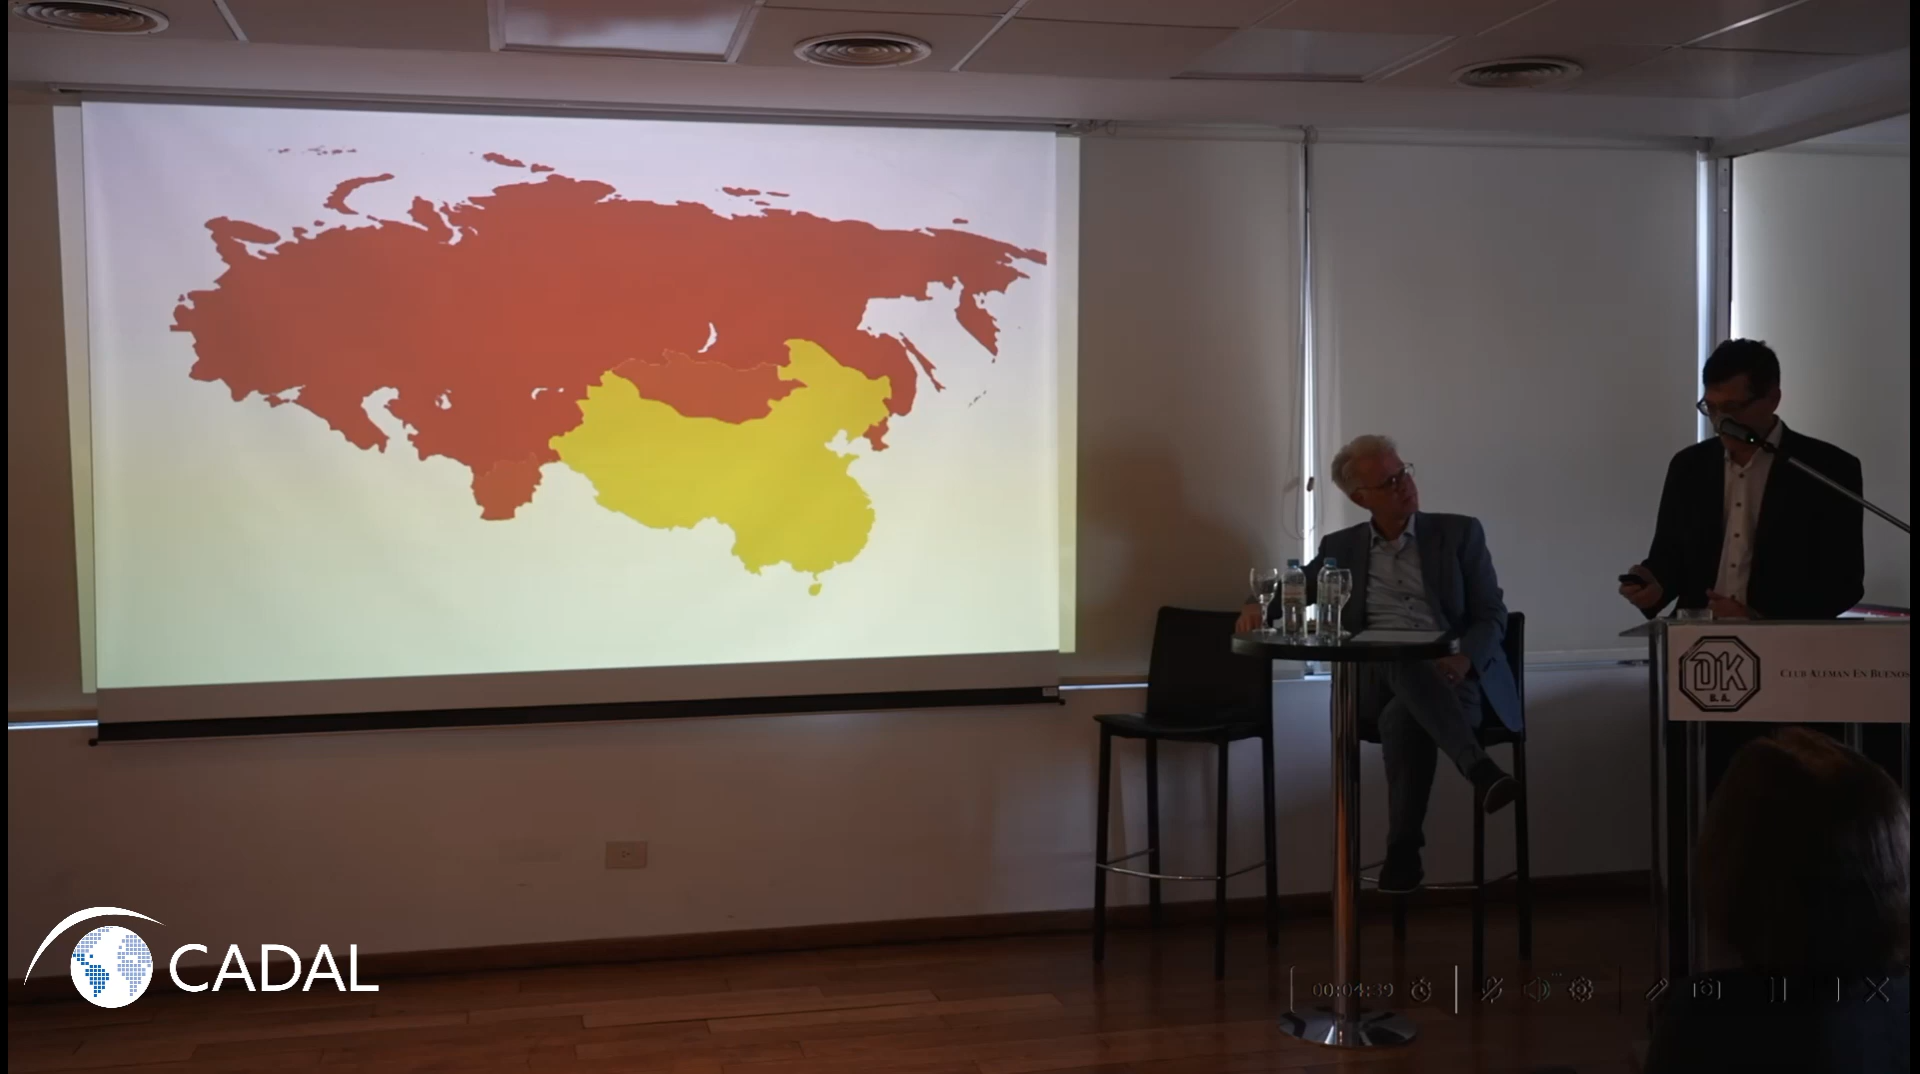 DK
B. A.
CLUB ALEMAN EN BUENOS
CADAL
00:04:39